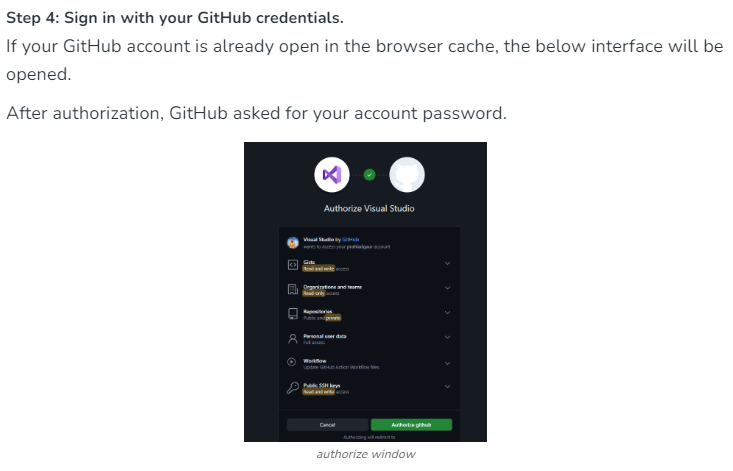 Step 4: Sign in with your GitHub credentials.
If your GitHub account is already open in the browser cache, the below interface will be
opened.
After authorization, GitHub asked for your account password.
Authorize Visual Studio
Visual Studio by GitHub
wants to access your account
Gists
Read and write access
Organizations and teams
Read-only access
Repositories
Public and private
Personal user data
Full access
Workflow
Update GitHub Action Workflow files.
Public SSH keys
Read and write access
Cancel
Authorize github
Authorizing will redirect to
authorize window